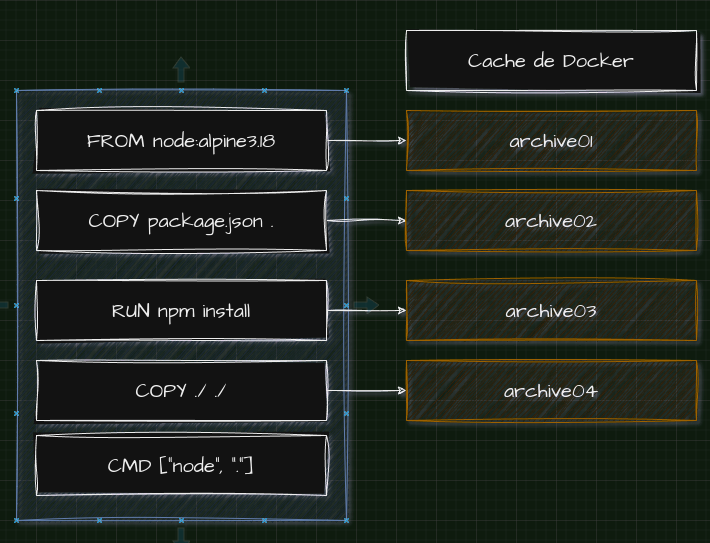 Cache de Docker
FROM node:alpine3.18
archive01
COPY package.json .
archive02
RUN npm install
archive03
COPY ./ ./
archive04
CMD ["node", "."]